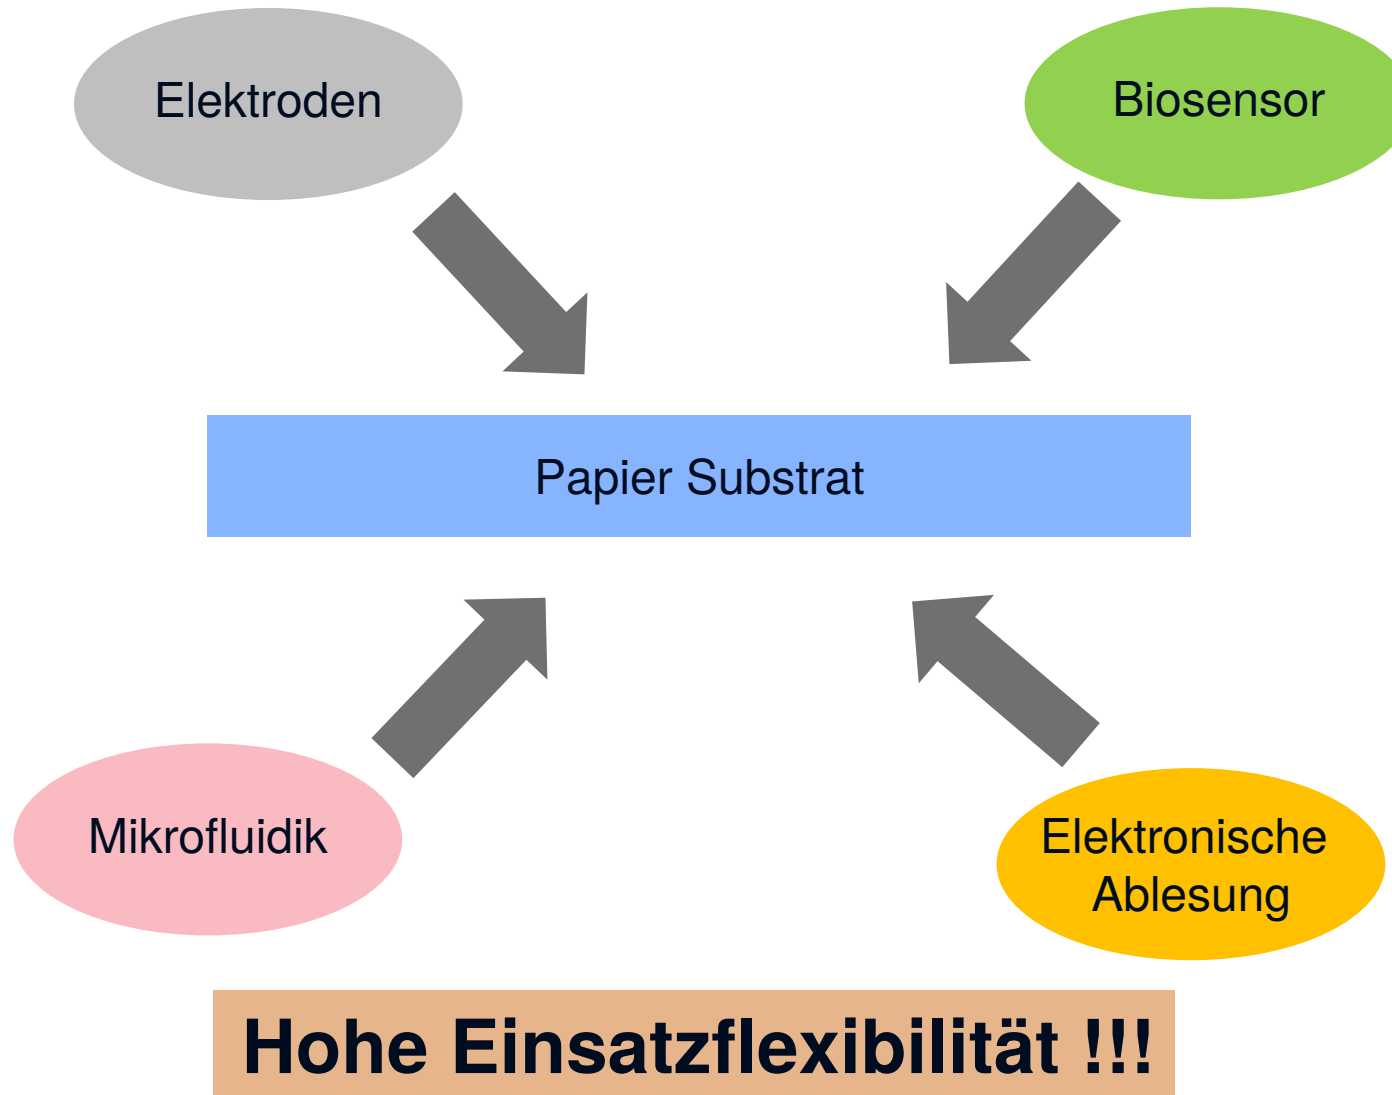 Elektroden
Biosensor
Papier Substrat
Mikrofluidik
Elektronische
Ablesung
Hohe Einsatzflexibilität !!!